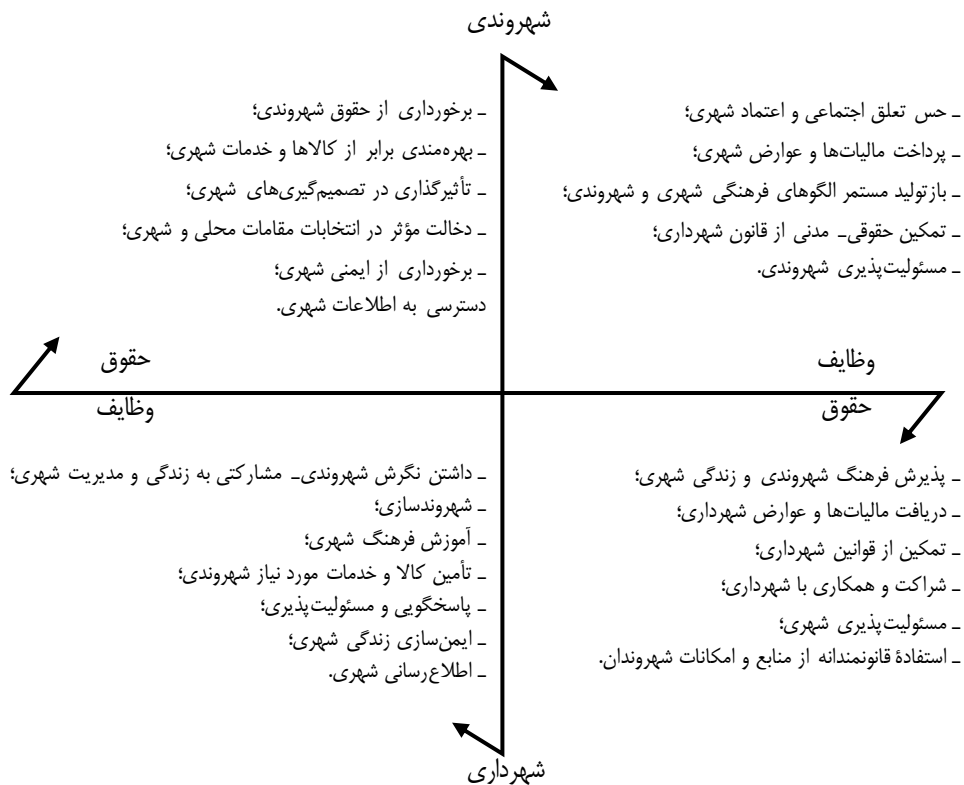 شهروندی
ـ حس تعلق اجتماعی و اعتماد شهری؛
ـ پرداخت مالیات‌ها و عوارض شهری؛
ـ بازتولید مستمر الگوهای فرهنگی شهری و شهروندی؛
ـ تمکین حقوقی‌ـ مدنی از قانون شهرداری؛
ـ مسئولیت‌پذیری شهروندی.
ـ برخورداری از حقوق شهروندی؛
ـ بهره‌مندی برابر از کالاها و خدمات شهری؛
ـ تأثیرگذاری در تصمیم‌گیری‌های شهری؛
ـ دخالت مؤثر در انتخابات مقامات محلی و شهری؛
ـ برخورداری از ایمنی شهری؛
دسترسی به اطلاعات شهری.
وظایف
حقوق
حقوق
وظایف
ـ پذیرش فرهنگ شهروندی و زندگی شهری؛
ـ دریافت مالیات‌ها و عوارض شهرداری؛
ـ تمکین از قوانین شهرداری؛
ـ شراکت و همکاری با شهرداری؛
ـ مسئولیت‌پذیری شهری؛
ـ استفادهٔ قانونمندانه از منابع و امکانات شهروندان.
ـ داشتن نگرش شهروندی‌ـ مشارکتی به زندگی و مدیریت شهری؛
ـ شهروندسازی؛
ـ آموزش فرهنگ شهری؛
ـ تأمین کالا و خدمات مورد نیاز شهروندی؛
ـ پاسخگویی و مسئولیت‌پذیری؛
ـ ایمن‌سازی زندگی شهری؛
ـ اطلاع‌رسانی شهری.
شهرداری